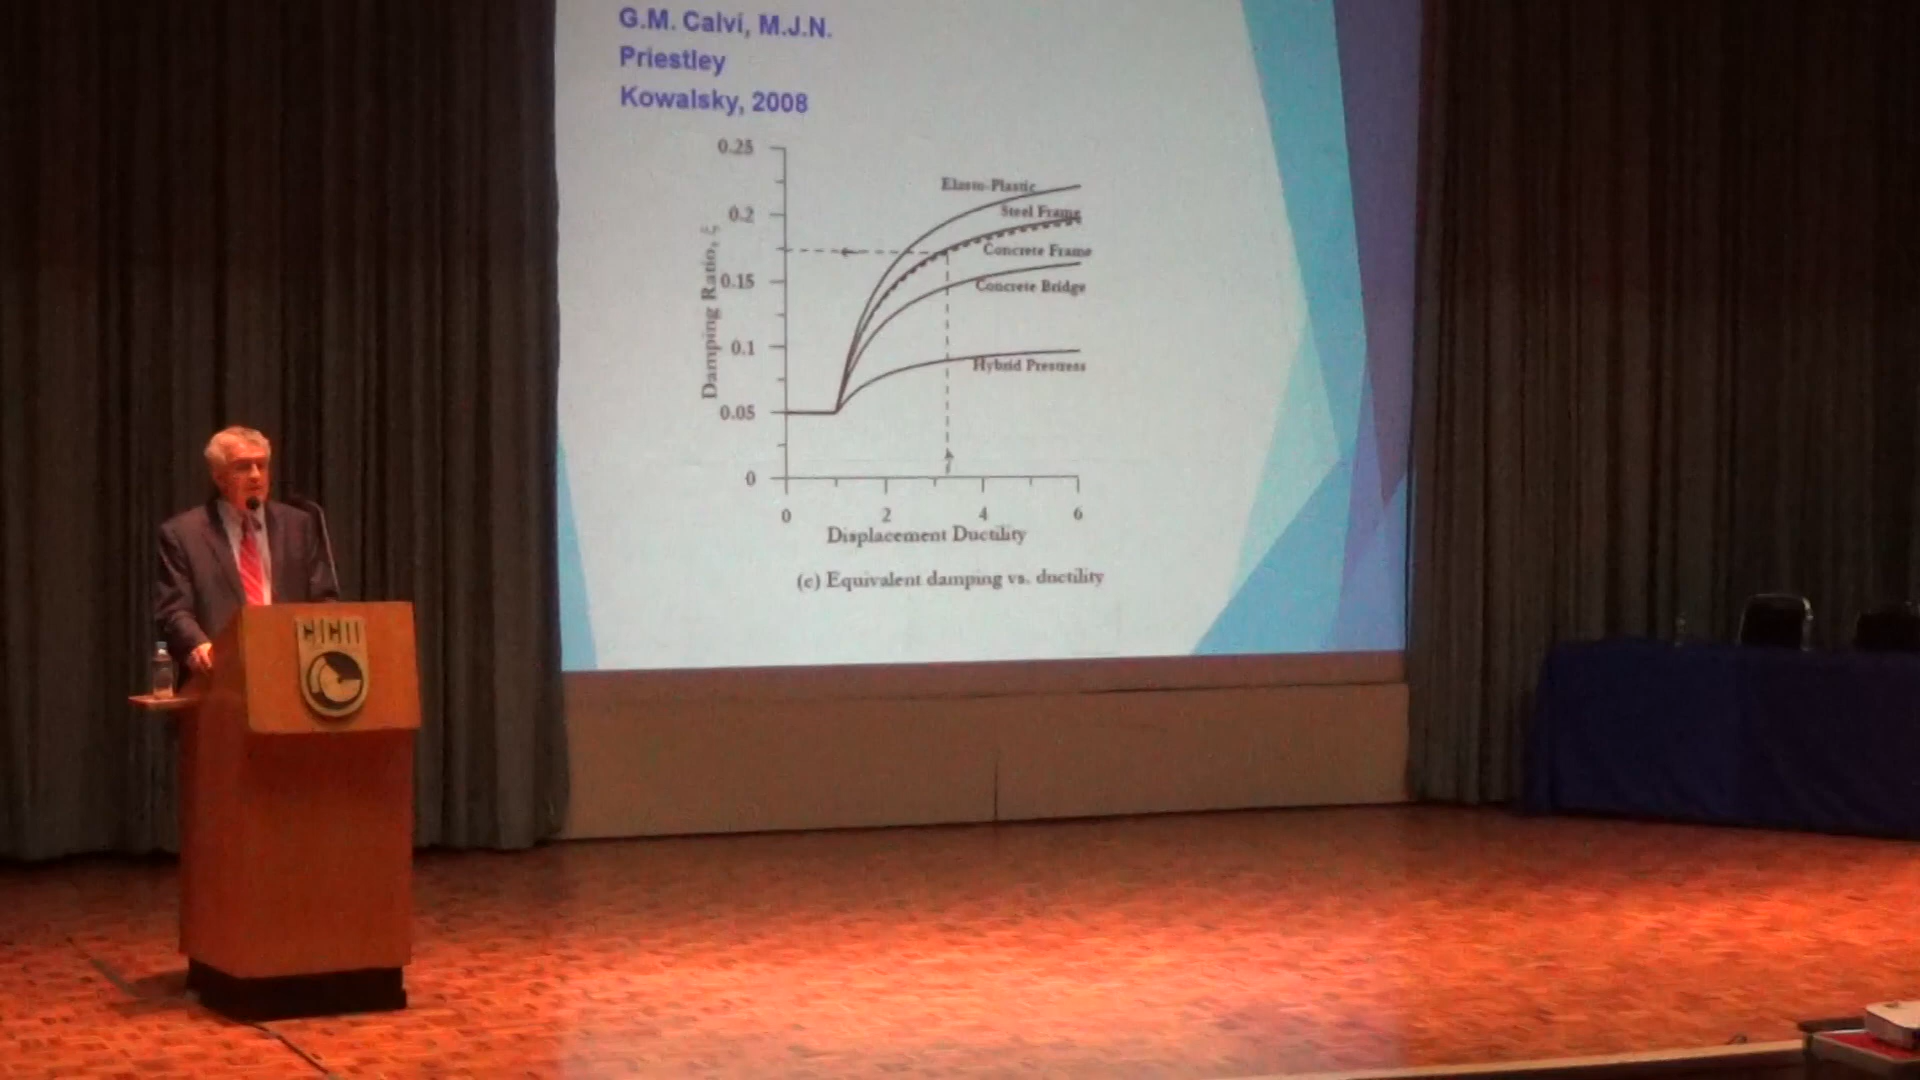 G.M. Calvi, M.J.N.
Priestley
Kowalsky, 2008
0.25
0.2
0.15
0.1
0.05
0
Damping Ratio, ξ
Elasto-Plastic
Steel Frame
Concrete Frame
Concrete Bridge
Hybrid Prestress
0 2 4 6
Displacement Ductility
(c) Equivalent damping vs. ductility